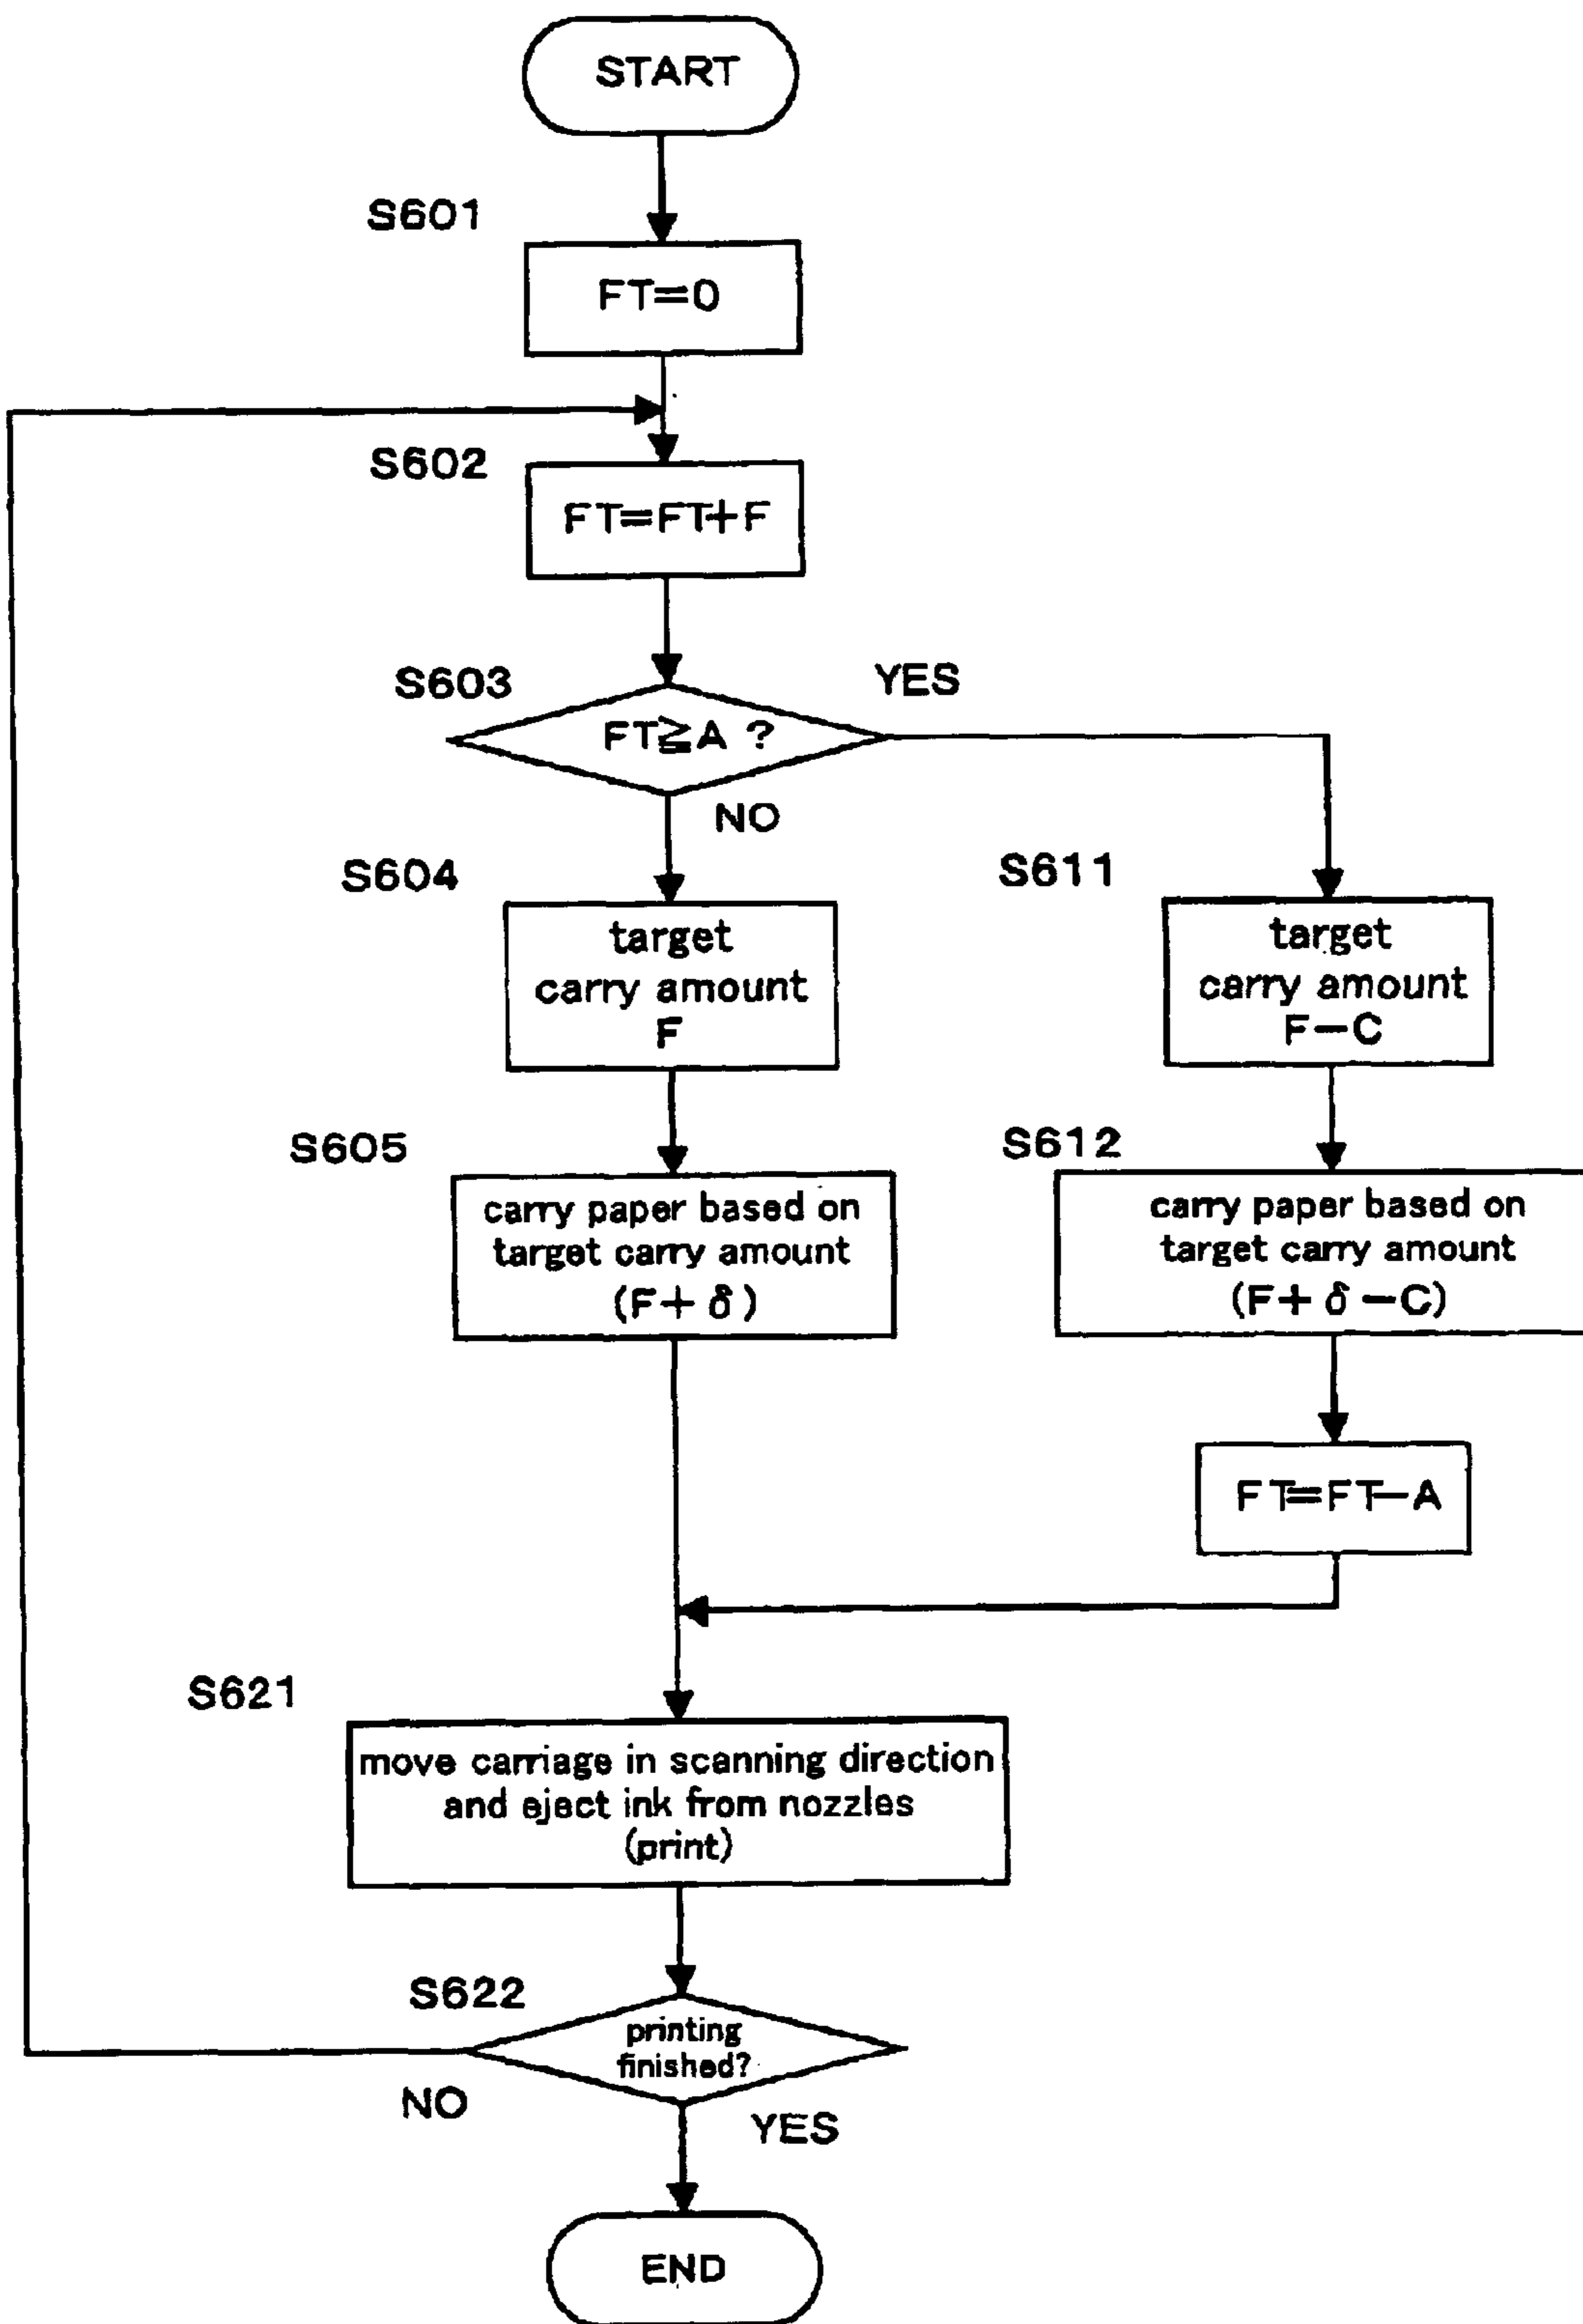 START
S601
FT=0
S602
FT=FT+F
S603
YES
FT≧A ?
NO
S604
target
carry amount
F
S611
target
carry amount
F-C
S605
carry paper based on
target carry amount
(F+ δ)
S612
carry paper based on
target carry amount
(F+ δ -C)
FT=FT-A
S621
move carriage in scanning direction
and eject ink from nozzles
(print)
S622
printing
finished?
NO
YES
END